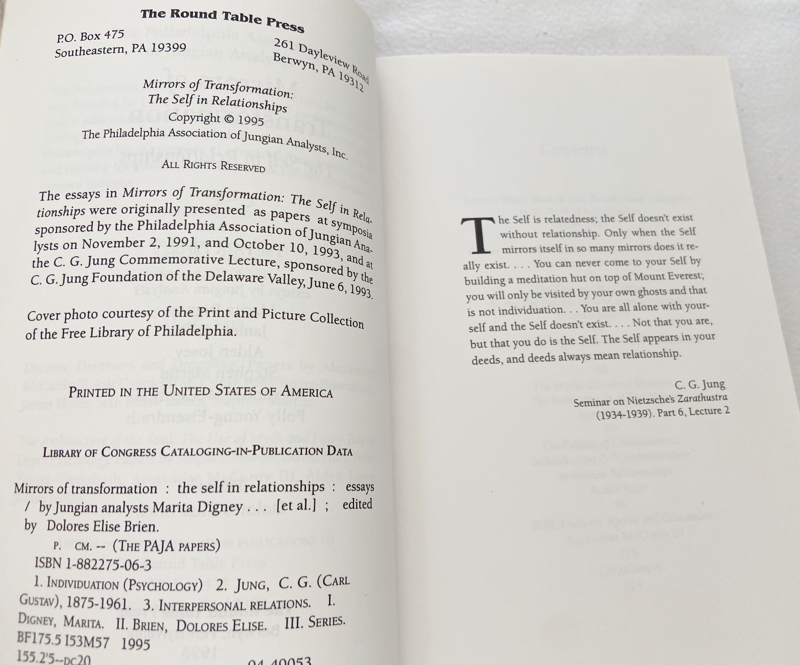 The Round Table Press
P.O. Box 475
Southeastern, PA 19399
261 Dayleview Road
Berwyn, PA 19312
Mirrors of Transformation:
The Self in Relationships
Copyright © 1995
The Philadelphia Association of Jungian Analysts, Inc.
All Rights Reserved
The essays in Mirrors of Transformation: The Self in Rela-
tionships were originally presented as papers at symposia
sponsored by the Philadelphia Association of Jungian Ana-
lysts on November 2, 1991, and October 10, 1993, and at
the C. G. Jung Commemorative Lecture, sponsored by the
C. G. Jung Foundation of the Delaware Valley, June 6, 1993.
Cover photo courtesy of the Print and Picture Collection
of the Free Library of Philadelphia.
Printed in the United States of America
Library of Congress Cataloging-in-Publication Data
Mirrors of transformation : the self in relationships : essays
/ by Jungian analysts Marita Digney . . . [et al.] ; edited
by Dolores Elise Brien.
p. cm. -- (The PAJA papers)
ISBN 1-882275-06-3
1. Individuation (Psychology) 2. Jung, C. G. (Carl
Gustav), 1875-1961. 3. Interpersonal relations. I.
Digney, Marita. II. Brien, Dolores Elise. III. Series.
BF175.5 I53M57 1995
155.2'5--dc20
94-40053
The Self is relatedness; the Self doesn't exist
without relationship. Only when the Self
mirrors itself in so many mirrors does it re-
ally exist. . . . You can never come to your Self by
building a meditation hut on top of Mount Everest;
you will only be visited by your own ghosts and that
is not individuation. . . You are all alone with your-
self and the Self doesn't exist. . . . Not that you are,
but that you do is the Self. The Self appears in your
deeds, and deeds always mean relationship.
C. G. Jung
Seminar on Nietzsche's Zarathustra
(1934-1939). Part 6, Lecture 2